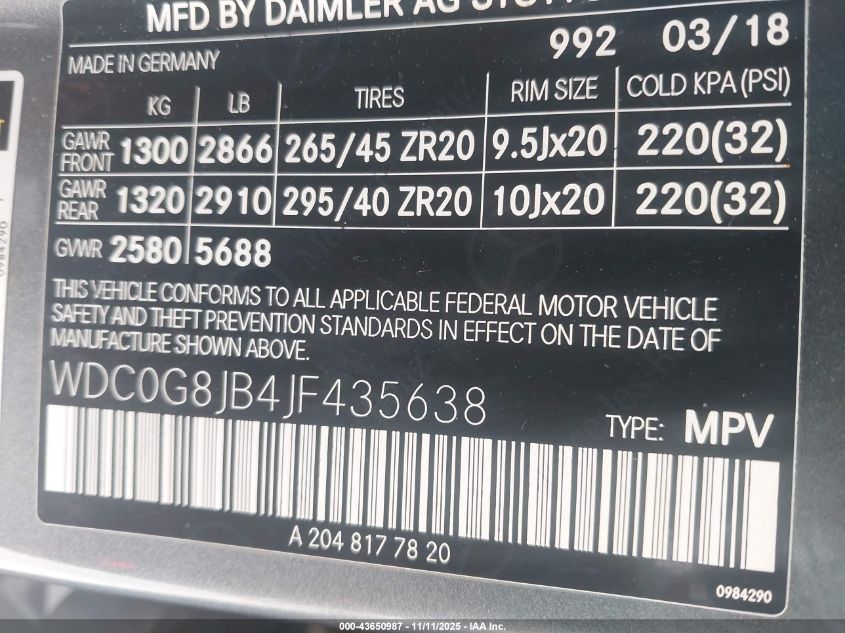 MFD BY DAIMLER AG
992 03/18
MADE IN GERMANY
KG LB TIRES RIM SIZE COLD KPA (PSI)
GAWR FRONT 1300 2866 265/45 ZR20 9.5Jx20 220(32)
GAWR REAR 1320 2910 295/40 ZR20 10Jx20 220(32)
GVWR 2580 5688
THIS VEHICLE CONFORMS TO ALL APPLICABLE FEDERAL MOTOR VEHICLE
SAFETY AND THEFT PREVENTION STANDARDS IN EFFECT ON THE DATE OF
MANUFACTURE SHOWN ABOVE.
WDC0G8JB4JF435638
TYPE: MPV
A 204 817 78 20
0984290
0984290
000-43650987 - 11/11/2025 - IAA Inc.